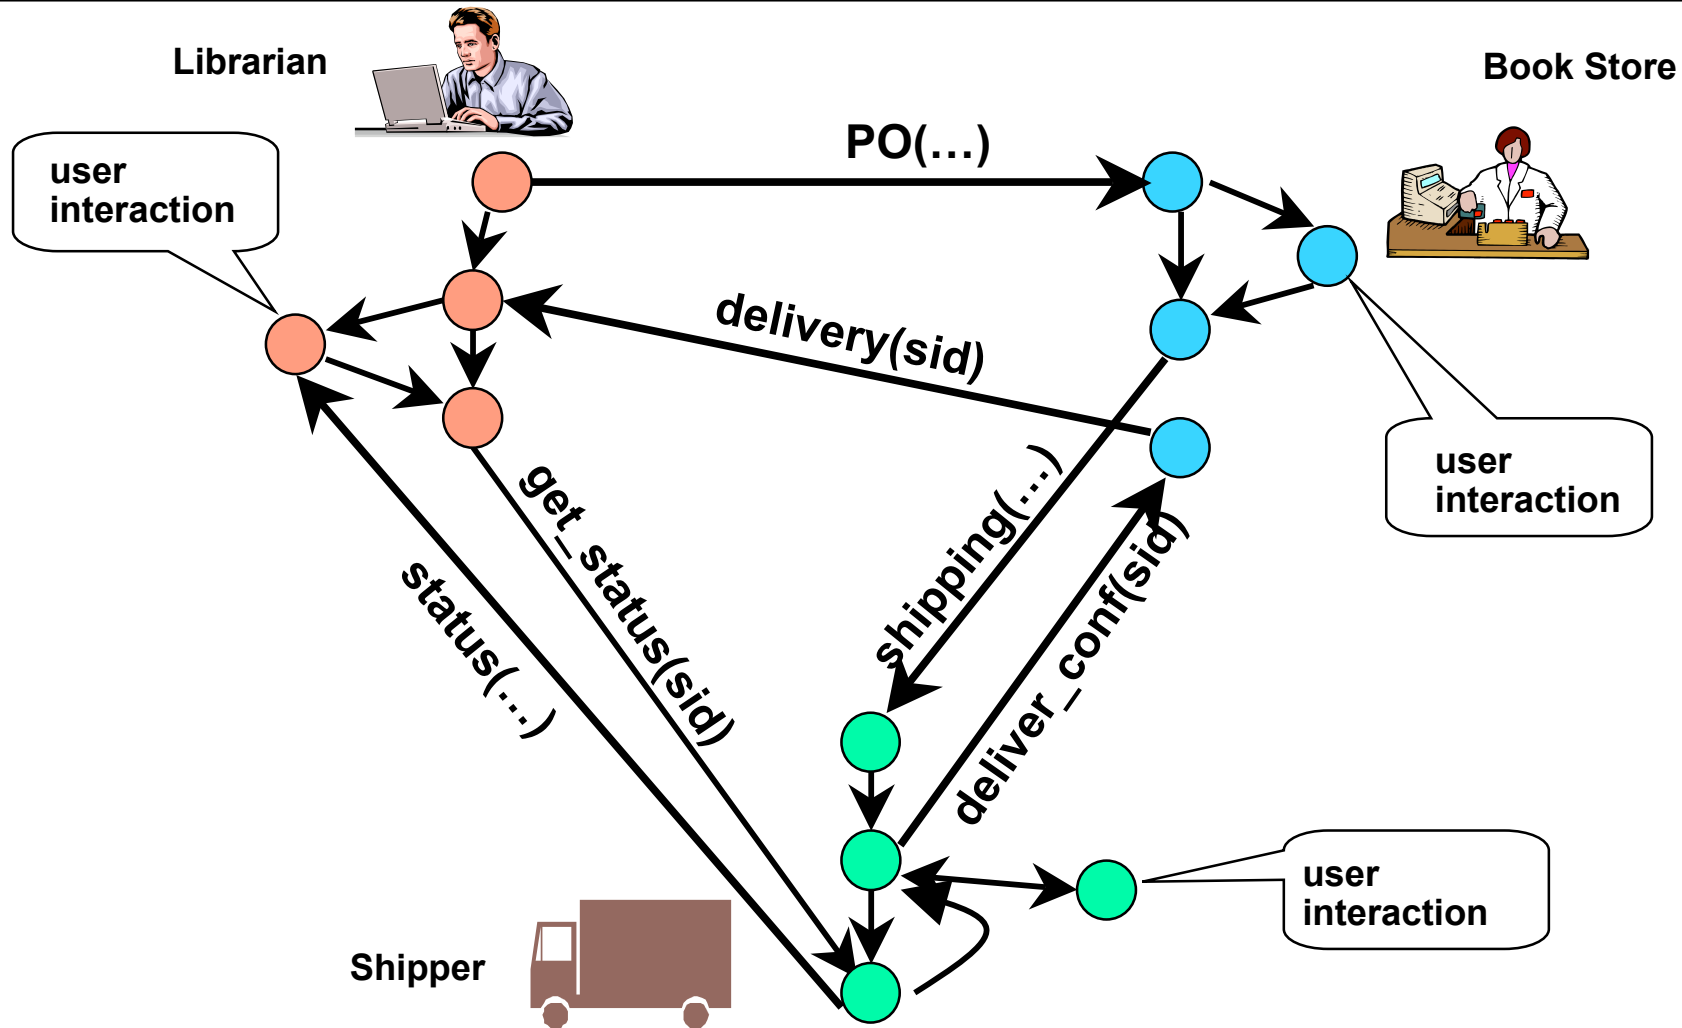 Librarian
Book Store
PO(…)
user
interaction
delivery(sid)
user
interaction
get_status(sid)
shipping(…)
status(…)
deliver_conf(sid)
user
interaction
Shipper